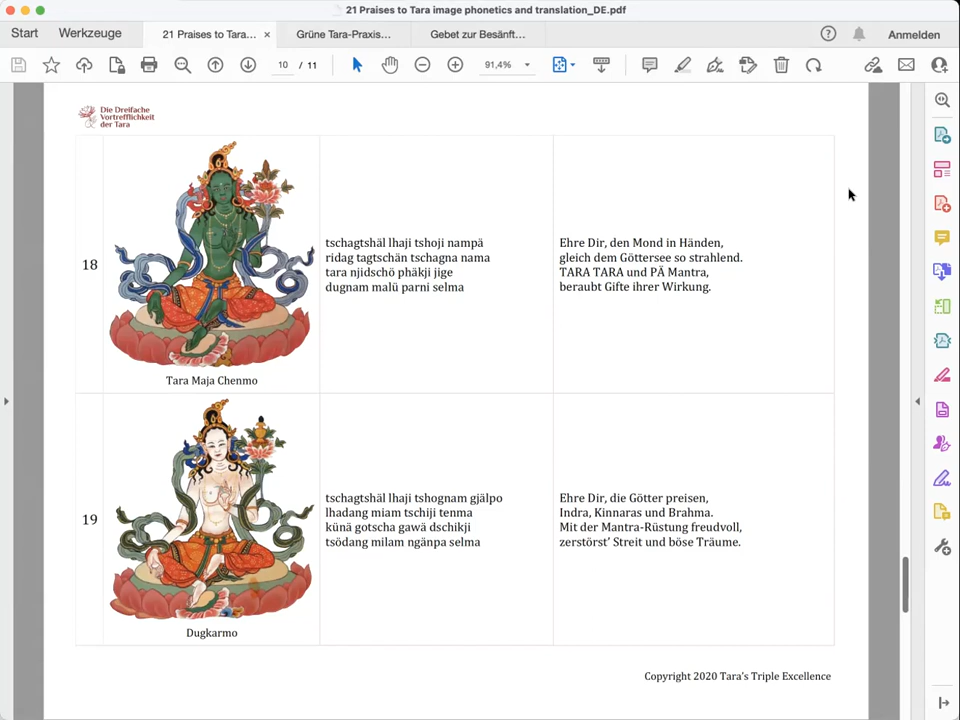 21 Praises to Tara image phonetics and translation_DE.pdf
Start
Werkzeuge
21 Praises to Tara...
Grüne Tara-Praxis...
Gebet zur Besänft...
Anmelden
10 / 11
91,4%
Die Dreifache
Vortrefflichkeit
der Tara
18
tschagtshäl lhaji tshoji nampä
ridag tagtschän tschagna nama
tara njidschö phäkji jige
dugnam malü parni selma
Ehre Dir, den Mond in Händen,
gleich dem Göttersee so strahlend.
TARA TARA und PÄ Mantra,
beraubt Gifte ihrer Wirkung.
Tara Maja Chenmo
19
tschagtshäl lhaji tshognam gjälpo
lhadang miam tschiji tenma
künä gotscha gawä dschikji
tsödang milam ngänpa selma
Ehre Dir, die Götter preisen,
Indra, Kinnaras und Brahma.
Mit der Mantra-Rüstung freudvoll,
zerstörst’ Streit und böse Träume.
Dugkarmo
Copyright 2020 Tara’s Triple Excellence